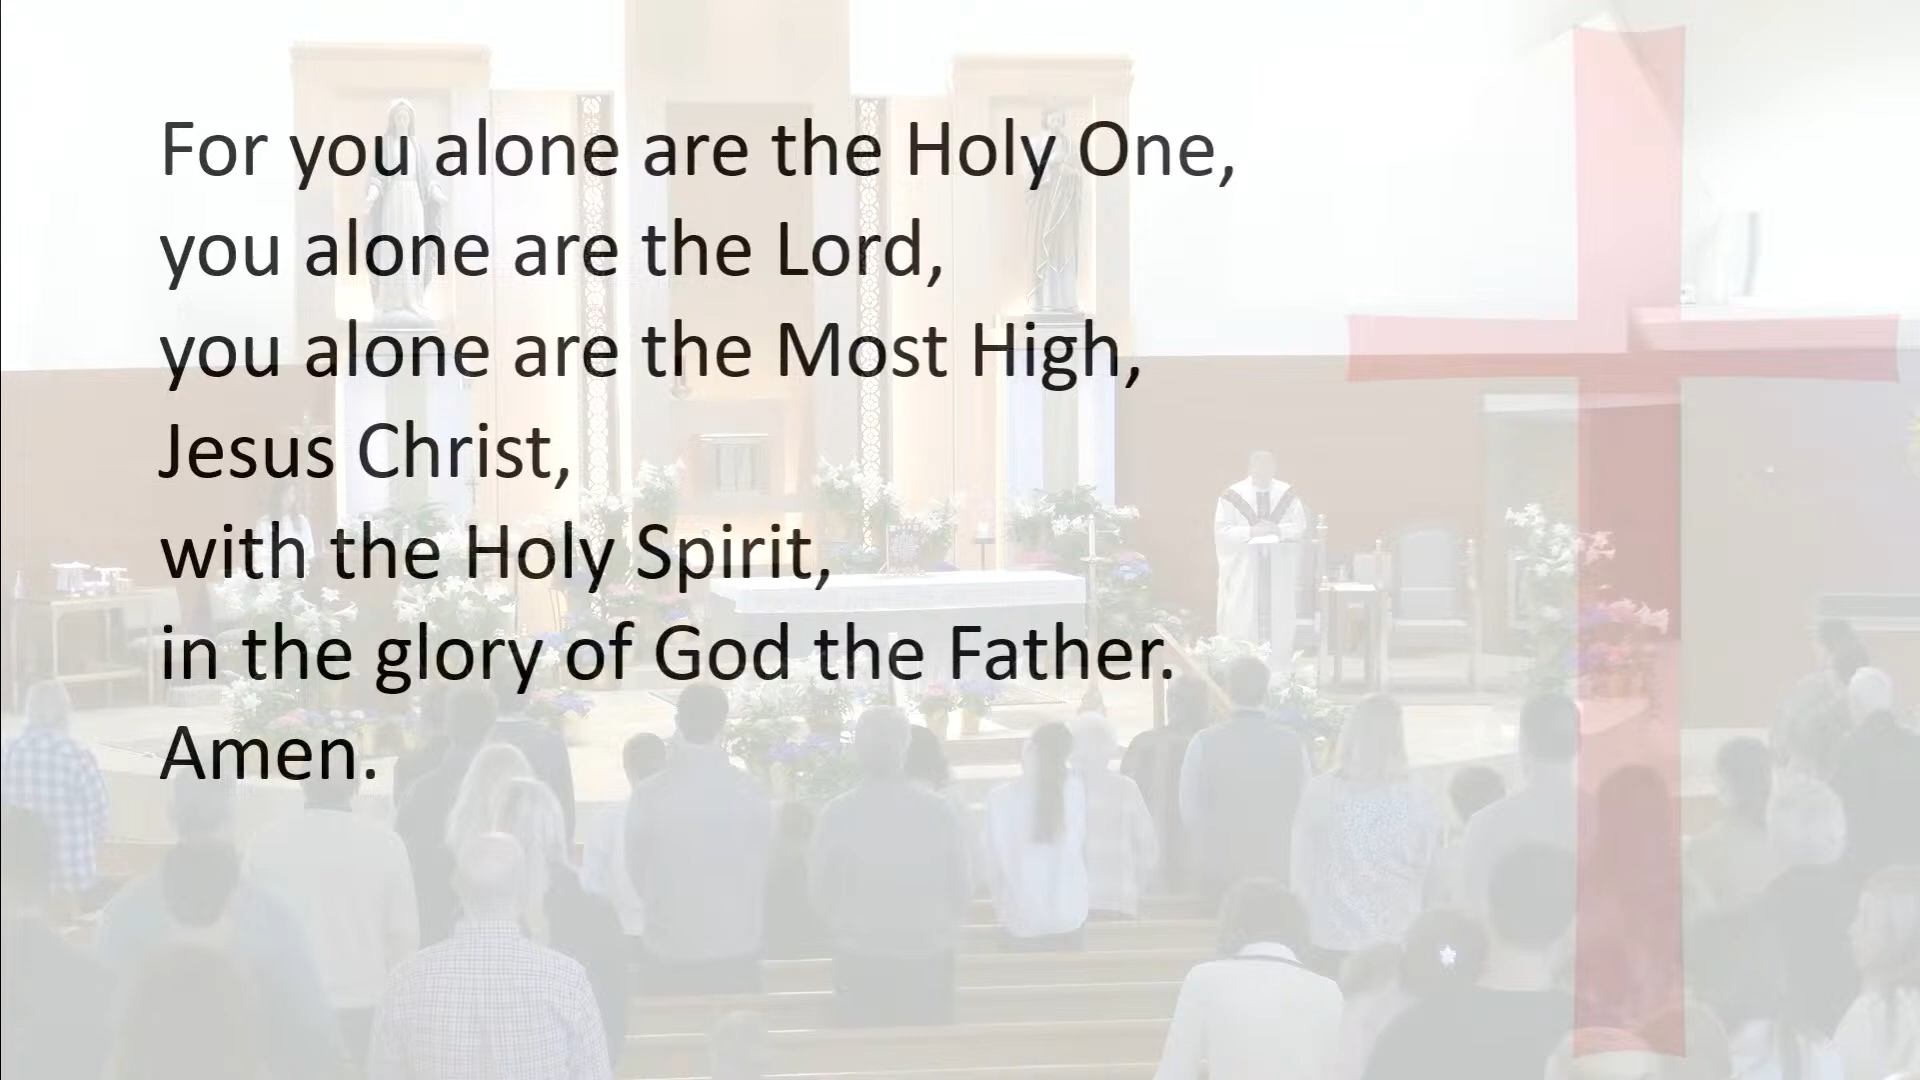 For you alone are the Holy One,
you alone are the Lord,
you alone are the Most High,
Jesus Christ,
with the Holy Spirit,
in the glory of God the Father.
Amen.